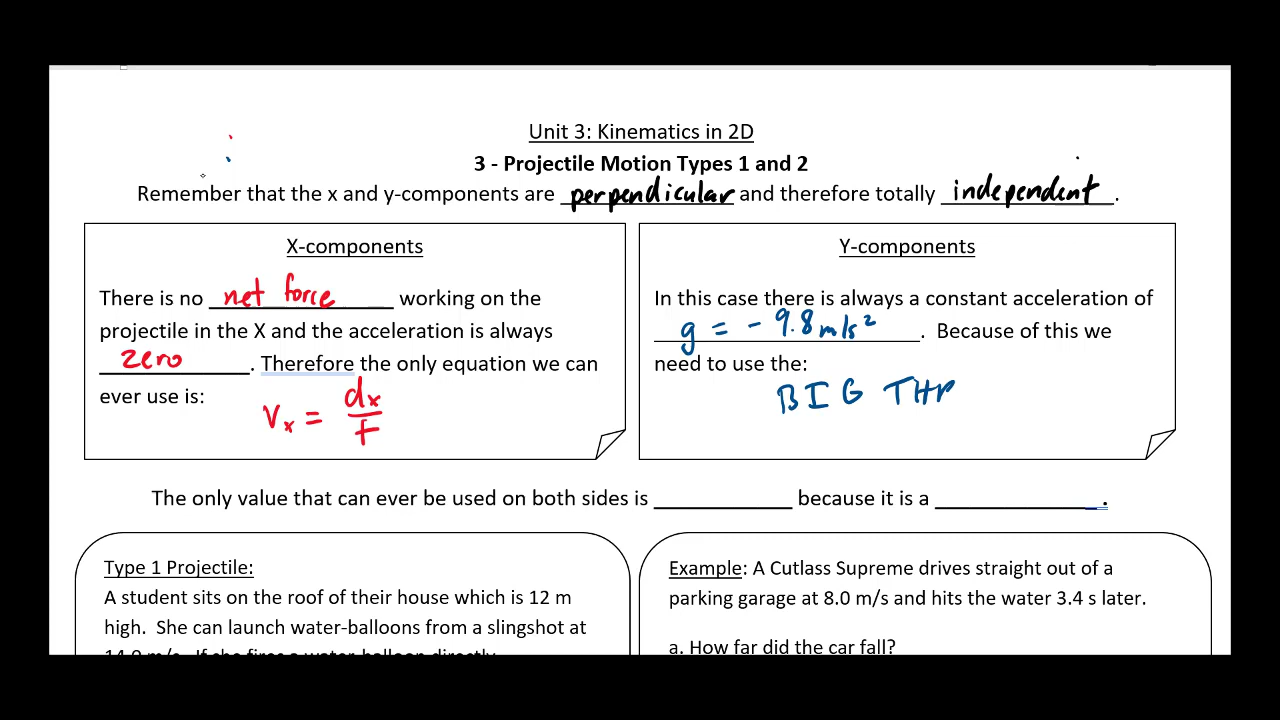 Unit 3: Kinematics in 2D
3 - Projectile Motion Types 1 and 2
Remember that the x and y-components are perpendicular and therefore totally independent.
X-components
There is no net force working on the
projectile in the X and the acceleration is always
zero. Therefore the only equation we can
ever use is:
Vx = dx/t
Y-components
In this case there is always a constant acceleration of
g = -9.8 m/s². Because of this we
need to use the:
BIG THR
The only value that can ever be used on both sides is __________ because it is a __________.
Type 1 Projectile:
A student sits on the roof of their house which is 12 m
high. She can launch water-balloons from a slingshot at
Example: A Cutlass Supreme drives straight out of a
parking garage at 8.0 m/s and hits the water 3.4 s later.
a. How far did the car fall?